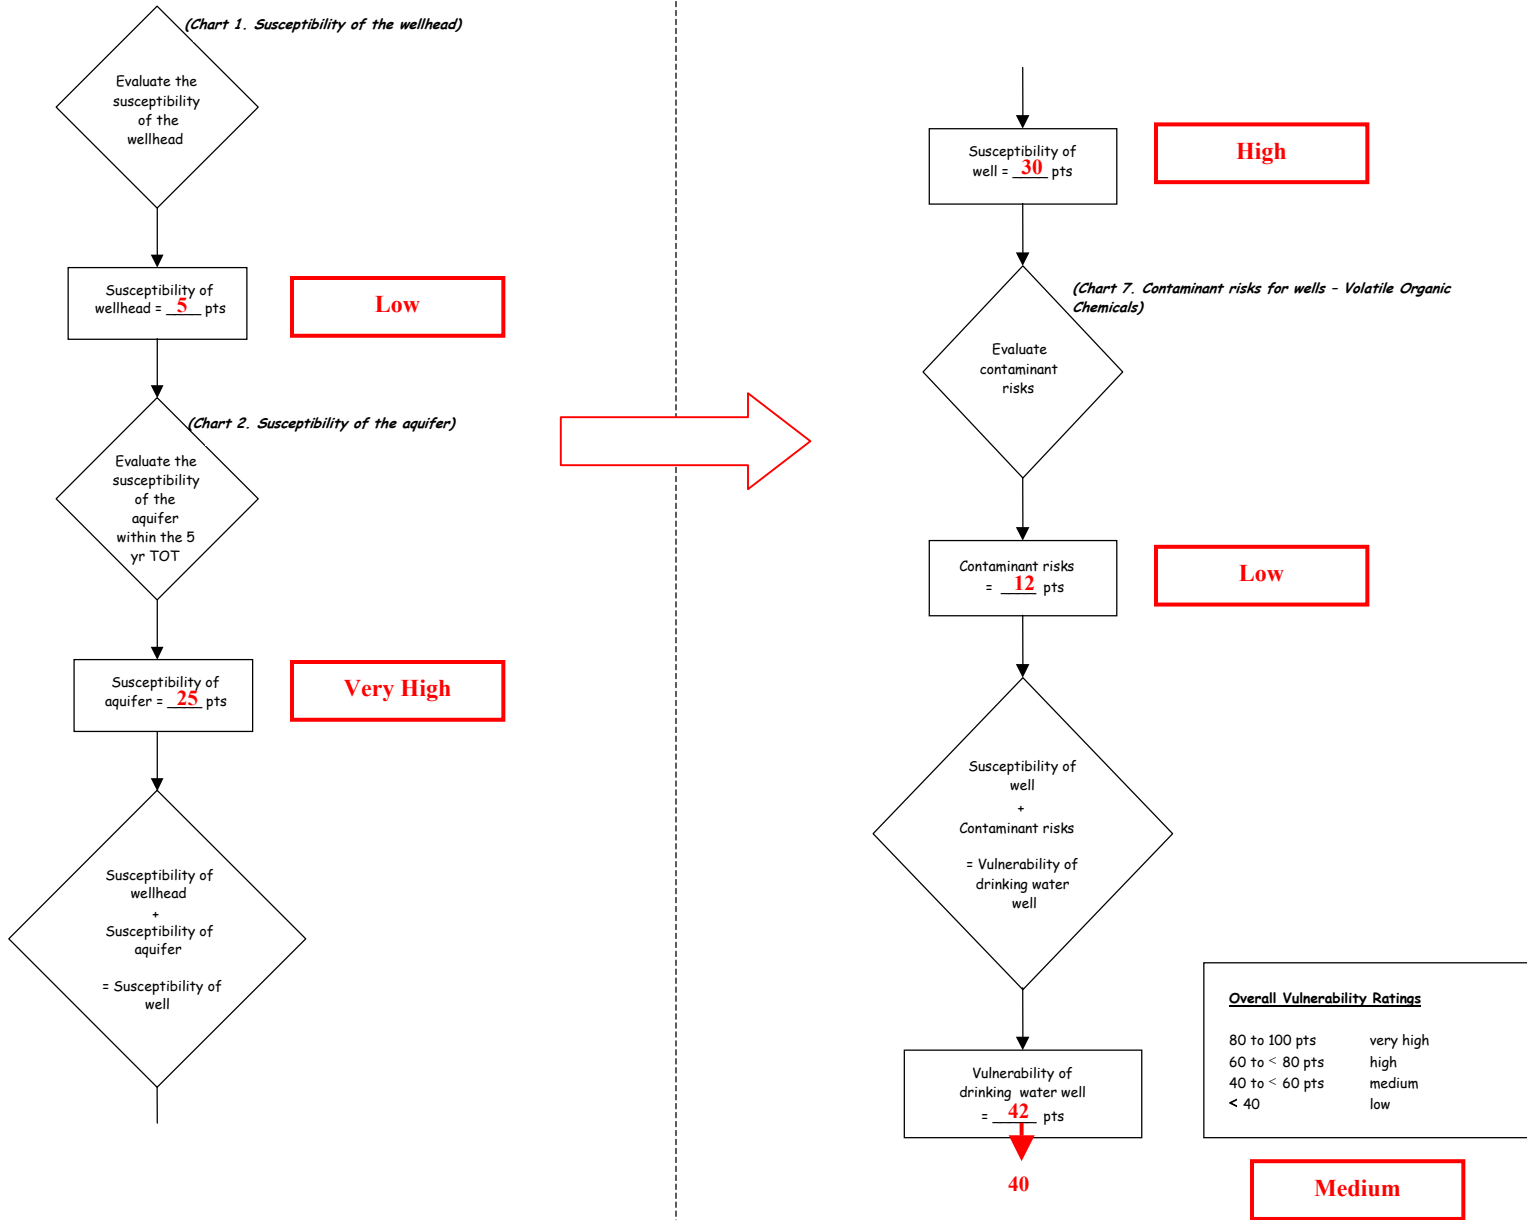 (Chart 1. Susceptibility of the wellhead)
Evaluate the
susceptibility
of the
wellhead
Susceptibility of
wellhead = 5 pts
Low
(Chart 2. Susceptibility of the aquifer)
Evaluate the
susceptibility
of the
aquifer
within the 5
yr TOT
Susceptibility of
aquifer = 25 pts
Very High
Susceptibility of
wellhead
+
Susceptibility of
aquifer
= Susceptibility of
well
Susceptibility of
well = 30 pts
High
(Chart 7. Contaminant risks for wells – Volatile Organic
Chemicals)
Evaluate
contaminant
risks
Contaminant risks
= 12 pts
Low
Susceptibility of
well
+
Contaminant risks
= Vulnerability of
drinking water
well
Vulnerability of
drinking water well
= 42 pts
40
Overall Vulnerability Ratings
80 to 100 pts very high
60 to < 80 pts high
40 to < 60 pts medium
< 40 low
Medium